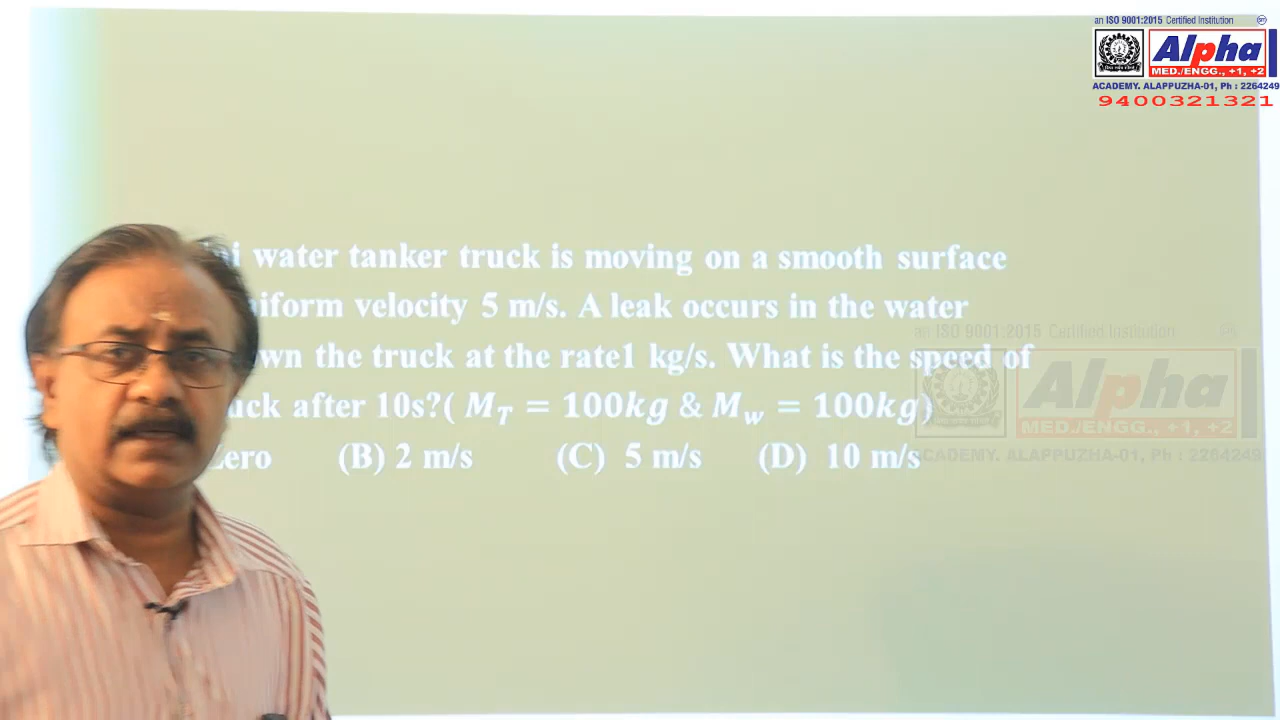 an ISO 9001:2015 Certified Institution
Alpha
MED./ENGG., +1, +2
ACADEMY. ALAPPUZHA-01, Ph : 2264249
9400321321
water tanker truck is moving on a smooth surface
velocity 5 m/s. A leak occurs in the water
the truck at the rate1 kg/s. What is the speed of
after 10s?( M_T = 100kg & M_w = 100kg)
Zero (B) 2 m/s (C) 5 m/s (D) 10 m/s
an ISO 9001:2015 Certified Institution
Alpha
MED./ENGG., +1, +2
ACADEMY. ALAPPUZHA-01, Ph : 2264249